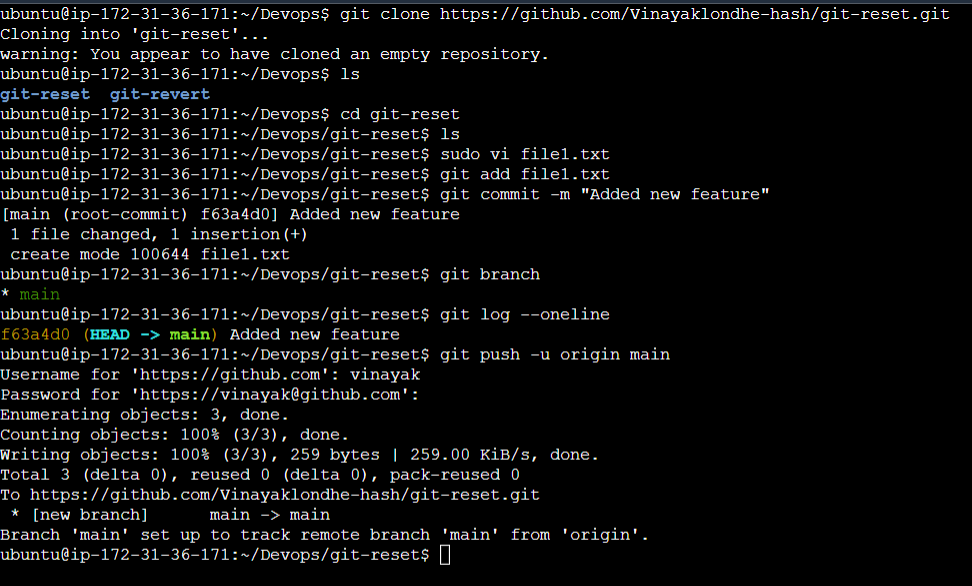 ubuntu@ip-172-31-36-171:~/Devops$ git clone https://github.com/Vinayaklondhe-hash/git-reset.git
Cloning into 'git-reset'...
warning: You appear to have cloned an empty repository.
ubuntu@ip-172-31-36-171:~/Devops$ ls
git-reset  git-revert
ubuntu@ip-172-31-36-171:~/Devops$ cd git-reset
ubuntu@ip-172-31-36-171:~/Devops/git-reset$ ls
ubuntu@ip-172-31-36-171:~/Devops/git-reset$ sudo vi file1.txt
ubuntu@ip-172-31-36-171:~/Devops/git-reset$ git add file1.txt
ubuntu@ip-172-31-36-171:~/Devops/git-reset$ git commit -m "Added new feature"
[main (root-commit) f63a4d0] Added new feature
 1 file changed, 1 insertion(+)
 create mode 100644 file1.txt
ubuntu@ip-172-31-36-171:~/Devops/git-reset$ git branch
* main
ubuntu@ip-172-31-36-171:~/Devops/git-reset$ git log --oneline
f63a4d0 (HEAD -> main) Added new feature
ubuntu@ip-172-31-36-171:~/Devops/git-reset$ git push -u origin main
Username for 'https://github.com': vinayak
Password for 'https://vinayak@github.com':
Enumerating objects: 3, done.
Counting objects: 100% (3/3), done.
Writing objects: 100% (3/3), 259 bytes | 259.00 KiB/s, done.
Total 3 (delta 0), reused 0 (delta 0), pack-reused 0
To https://github.com/Vinayaklondhe-hash/git-reset.git
 * [new branch]      main -> main
Branch 'main' set up to track remote branch 'main' from 'origin'.
ubuntu@ip-172-31-36-171:~/Devops/git-reset$